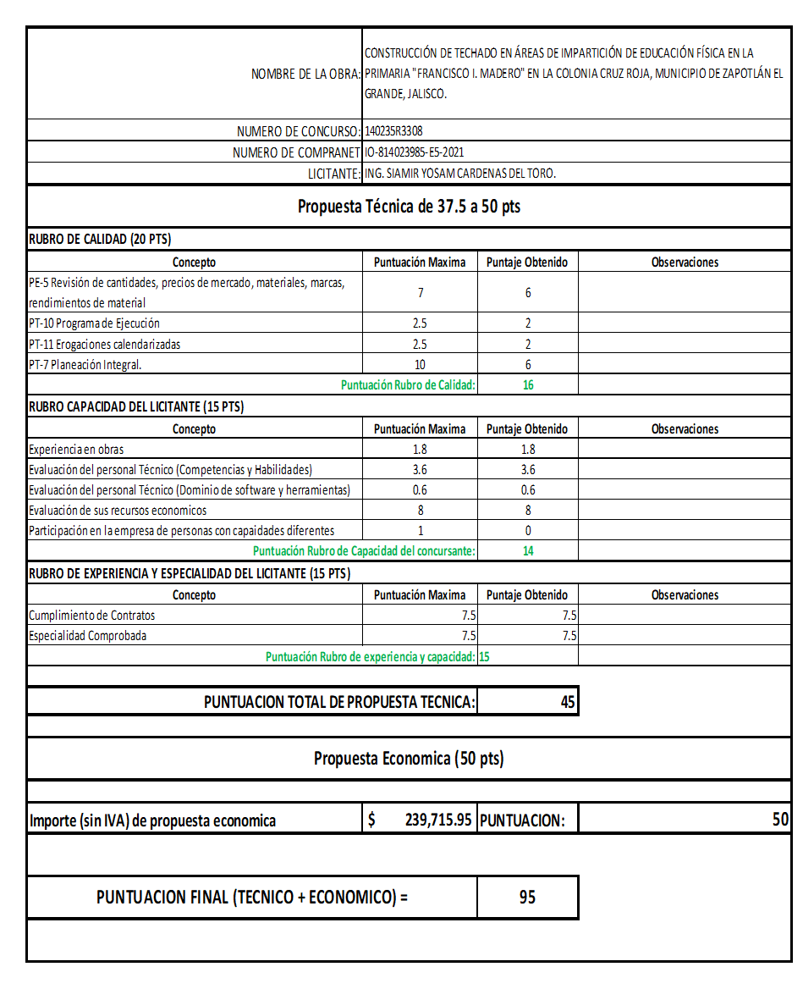 NOMBRE DE LA OBRA: CONSTRUCCIÓN DE TECHADO EN ÁREAS DE IMPARTICIÓN DE EDUCACIÓN FÍSICA EN LA
PRIMARIA "FRANCISCO I. MADERO" EN LA COLONIA CRUZ ROJA, MUNICIPIO DE ZAPOTLÁN EL
GRANDE, JALISCO.
NUMERO DE CONCURSO: 140235R3308
NUMERO DE COMPRANET IO-814023985-E5-2021
LICITANTE: ING. SIAMIR YOSAM CARDENAS DEL TORO.
Propuesta Técnica de 37.5 a 50 pts
RUBRO DE CALIDAD (20 PTS)
Concepto Puntuación Maxima Puntaje Obtenido Observaciones
PE-5 Revisión de cantidades, precios de mercado, materiales, marcas,
rendimientos de material 7 6
PT-10 Programa de Ejecución 2.5 2
PT-11 Erogaciones calendarizadas 2.5 2
PT-7 Planeación Integral. 10 6
Puntuación Rubro de Calidad: 16
RUBRO CAPACIDAD DEL LICITANTE (15 PTS)
Concepto Puntuación Maxima Puntaje Obtenido Observaciones
Experiencia en obras 1.8 1.8
Evaluación del personal Técnico (Competencias y Habilidades) 3.6 3.6
Evaluación del personal Técnico (Dominio de software y herramientas) 0.6 0.6
Evaluación de sus recursos economicos 8 8
Participación en la empresa de personas con capaidades diferentes 1 0
Puntuación Rubro de Capacidad del concursante: 14
RUBRO DE EXPERIENCIA Y ESPECIALIDAD DEL LICITANTE (15 PTS)
Concepto Puntuación Maxima Puntaje Obtenido Observaciones
Cumplimiento de Contratos 7.5 7.5
Especialidad Comprobada 7.5 7.5
Puntuación Rubro de experiencia y capacidad: 15
PUNTUACION TOTAL DE PROPUESTA TECNICA: 45
Propuesta Economica (50 pts)
Importe (sin IVA) de propuesta economica $ 239,715.95 PUNTUACION: 50
PUNTUACION FINAL (TECNICO + ECONOMICO) = 95